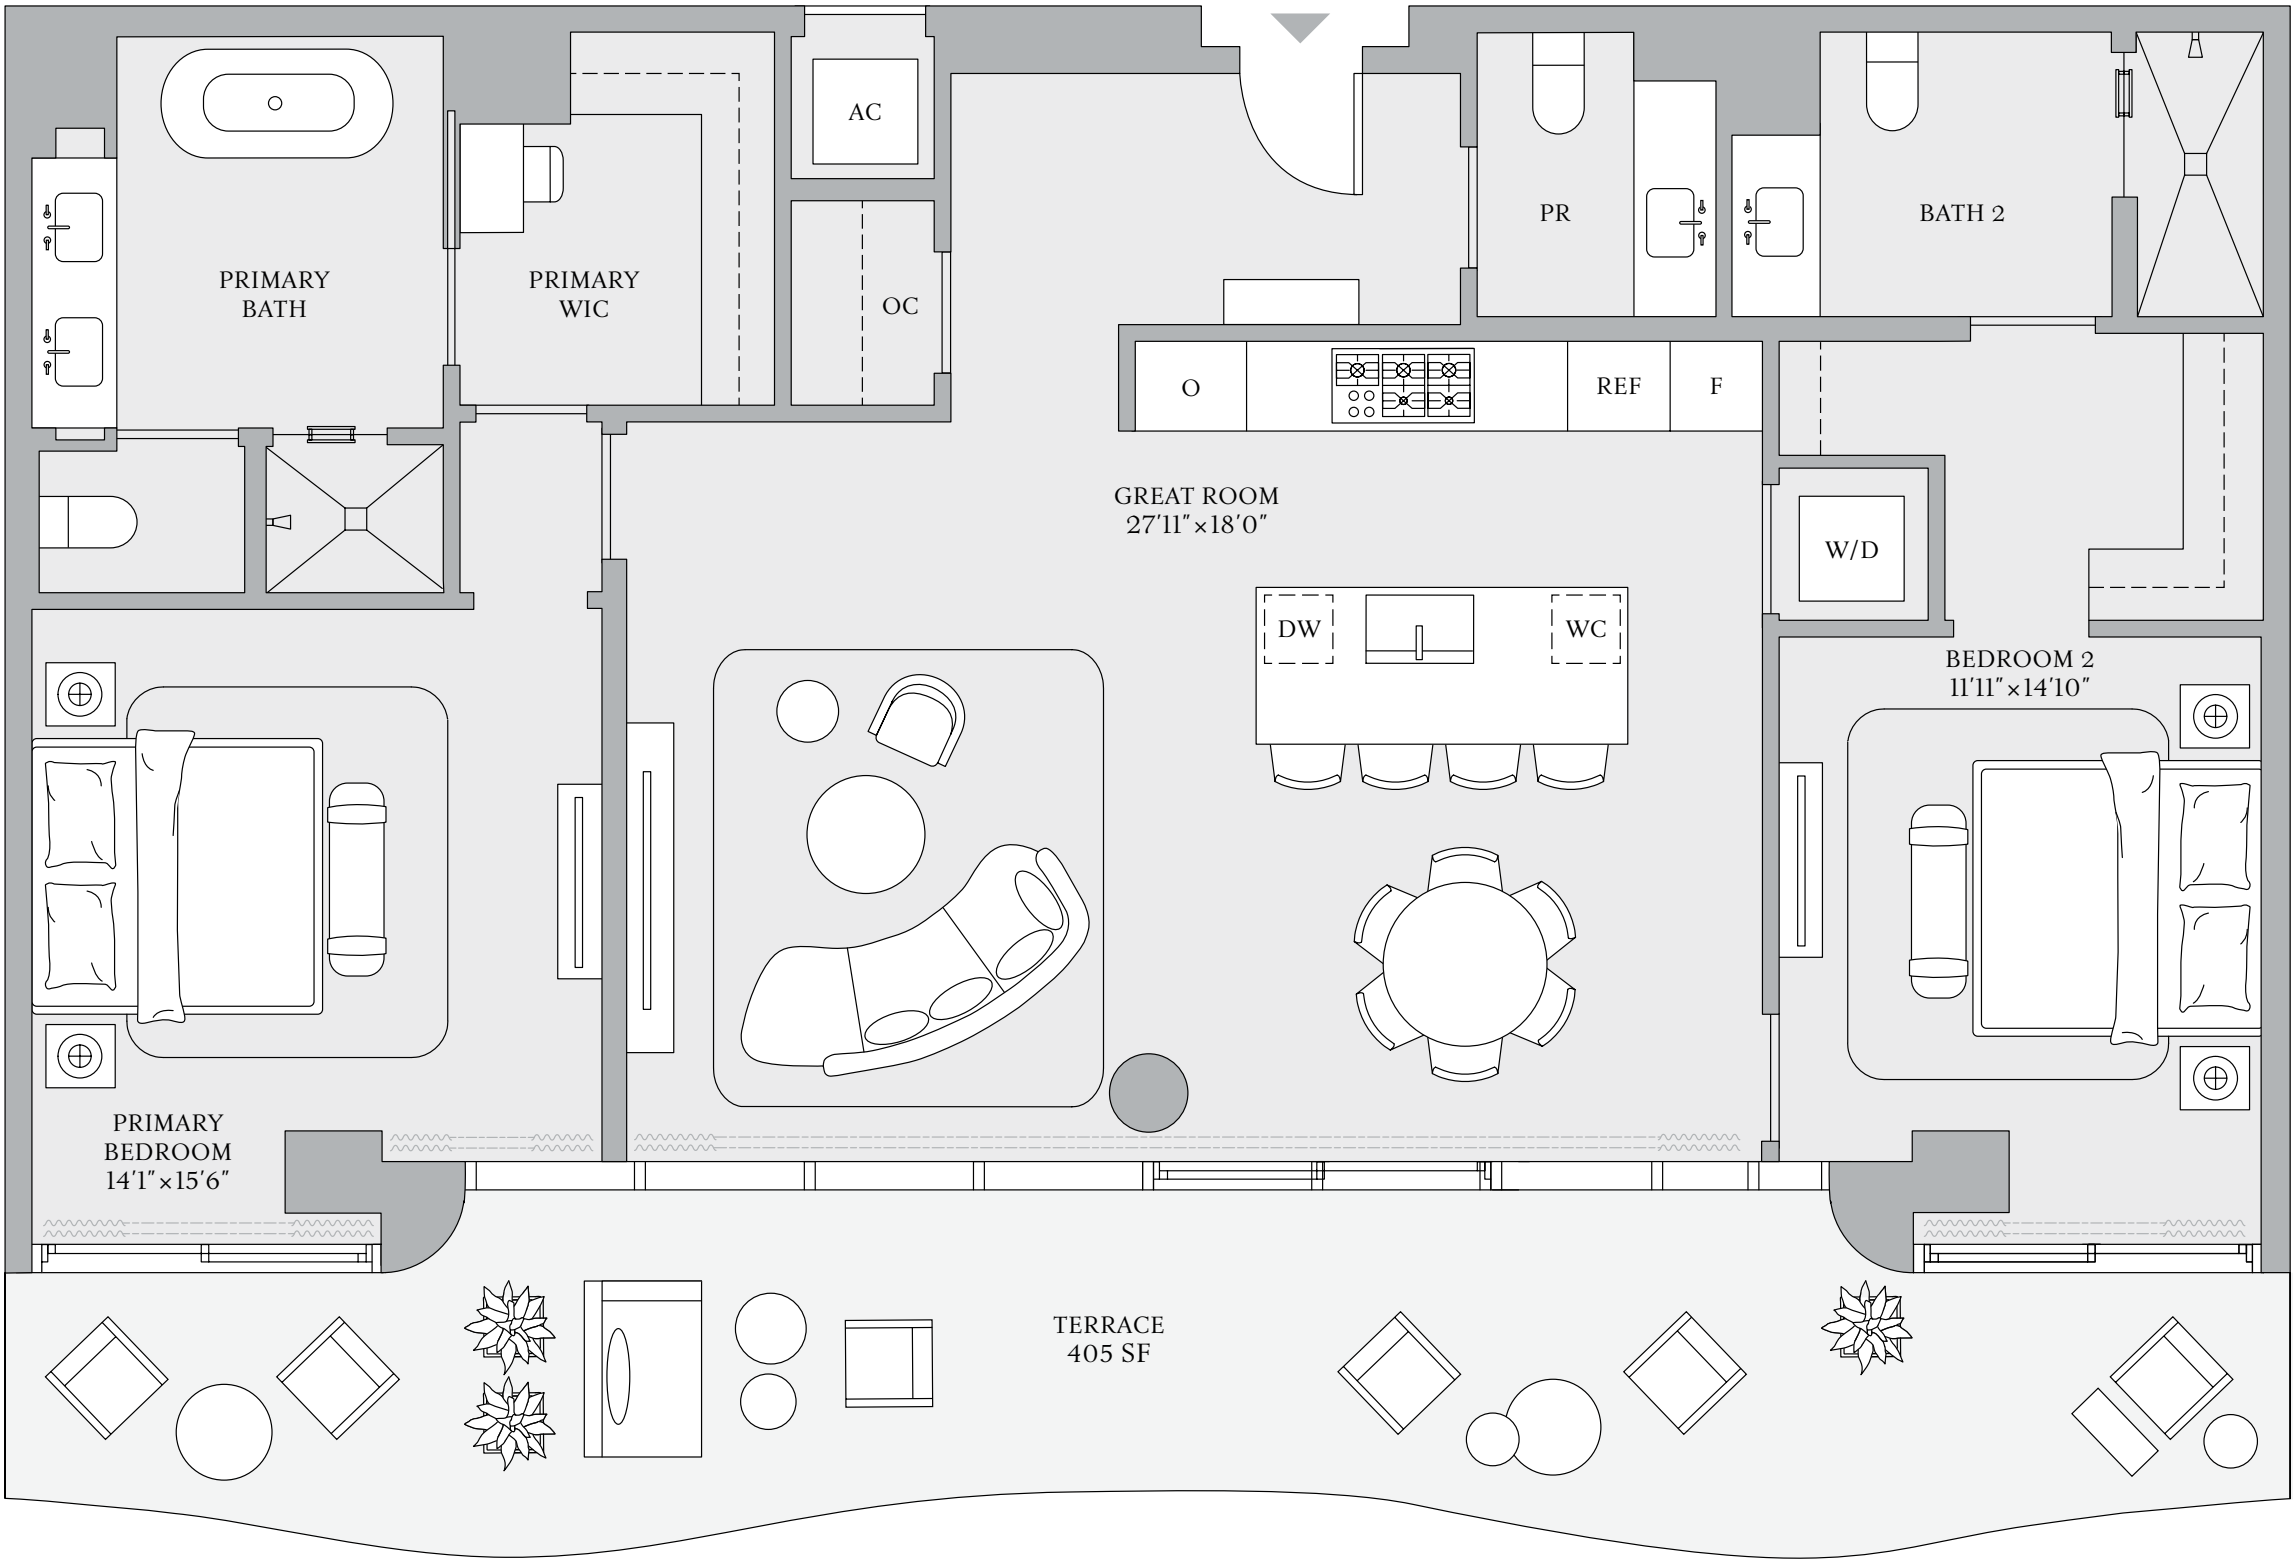 AC
PR
BATH 2
PRIMARY
BATH
PRIMARY
WIC
OC
O
REF
F
GREAT ROOM
27'11"×18'0"
W/D
DW
WC
BEDROOM 2
11'11"×14'10"
PRIMARY
BEDROOM
14'1"×15'6"
TERRACE
405 SF